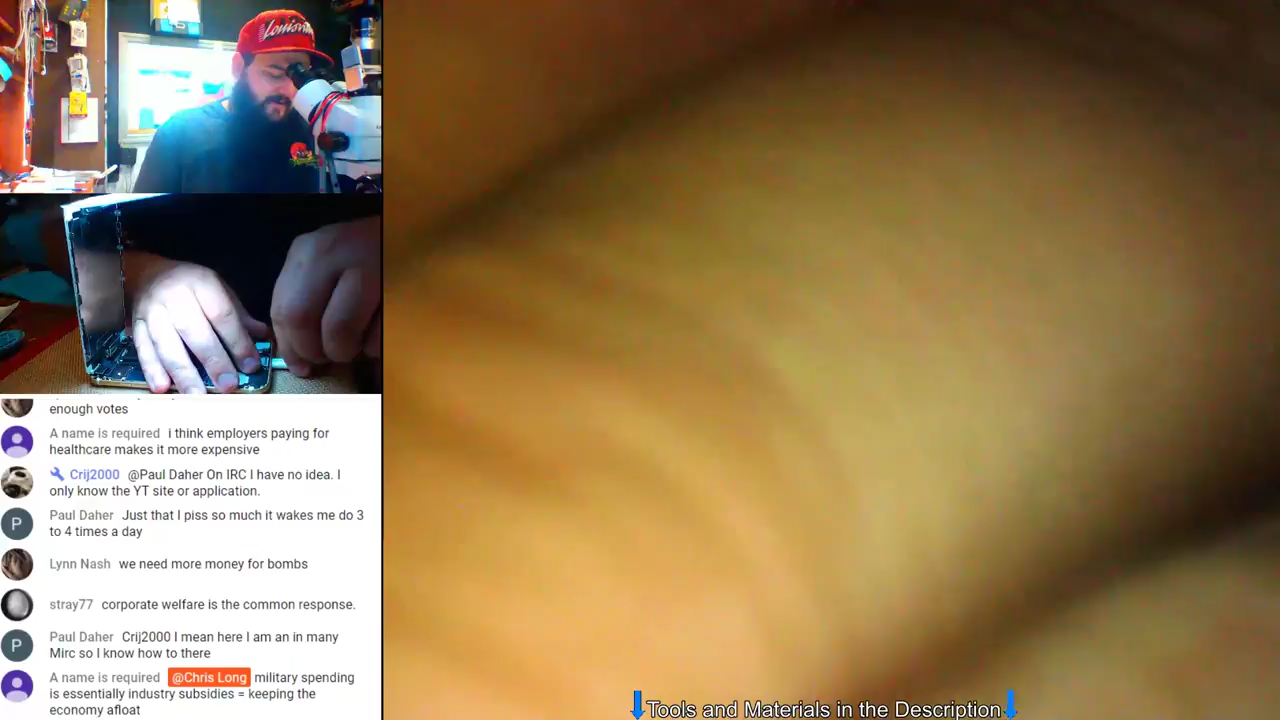 Louisville
enough votes
A name is required i think employers paying for
healthcare makes it more expensive
Crij2000 @Paul Daher On IRC I have no idea. I
only know the YT site or application.
P
Paul Daher Just that I piss so much it wakes me do 3
to 4 times a day
Lynn Nash we need more money for bombs
stray77 corporate welfare is the common response.
P
Paul Daher Crij2000 I mean here I am an in many
Mirc so I know how to there
A name is required @Chris Long military spending
is essentially industry subsidies = keeping the
economy afloat
Tools and Materials in the Description